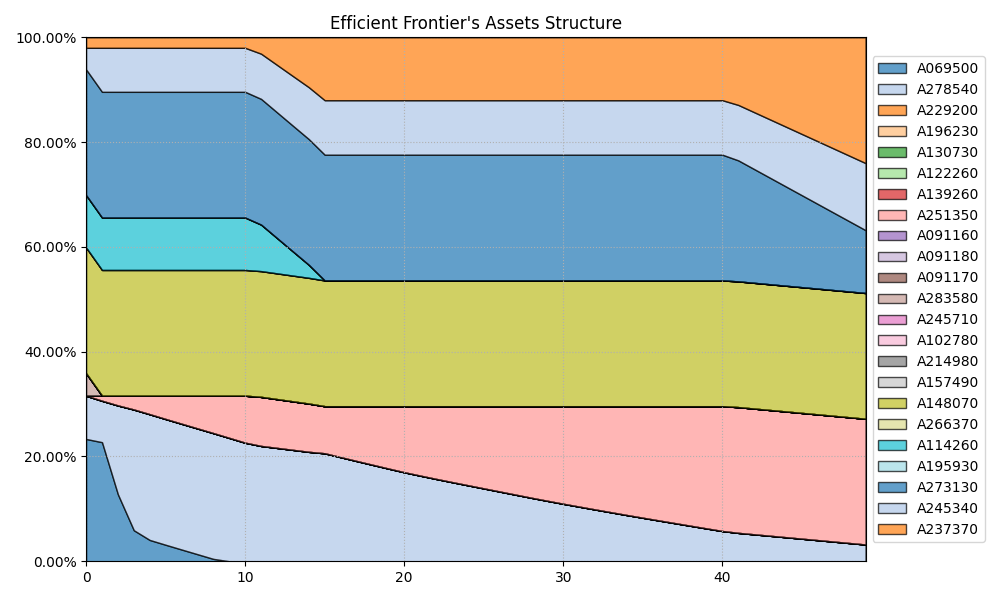 Efficient Frontier's Assets Structure
100.00%
80.00%
60.00%
40.00%
20.00%
0.00%
0
10
20
30
40
A069500
A278540
A229200
A196230
A130730
A122260
A139260
A251350
A091160
A091180
A091170
A283580
A245710
A102780
A214980
A157490
A148070
A266370
A114260
A195930
A273130
A245340
A237370